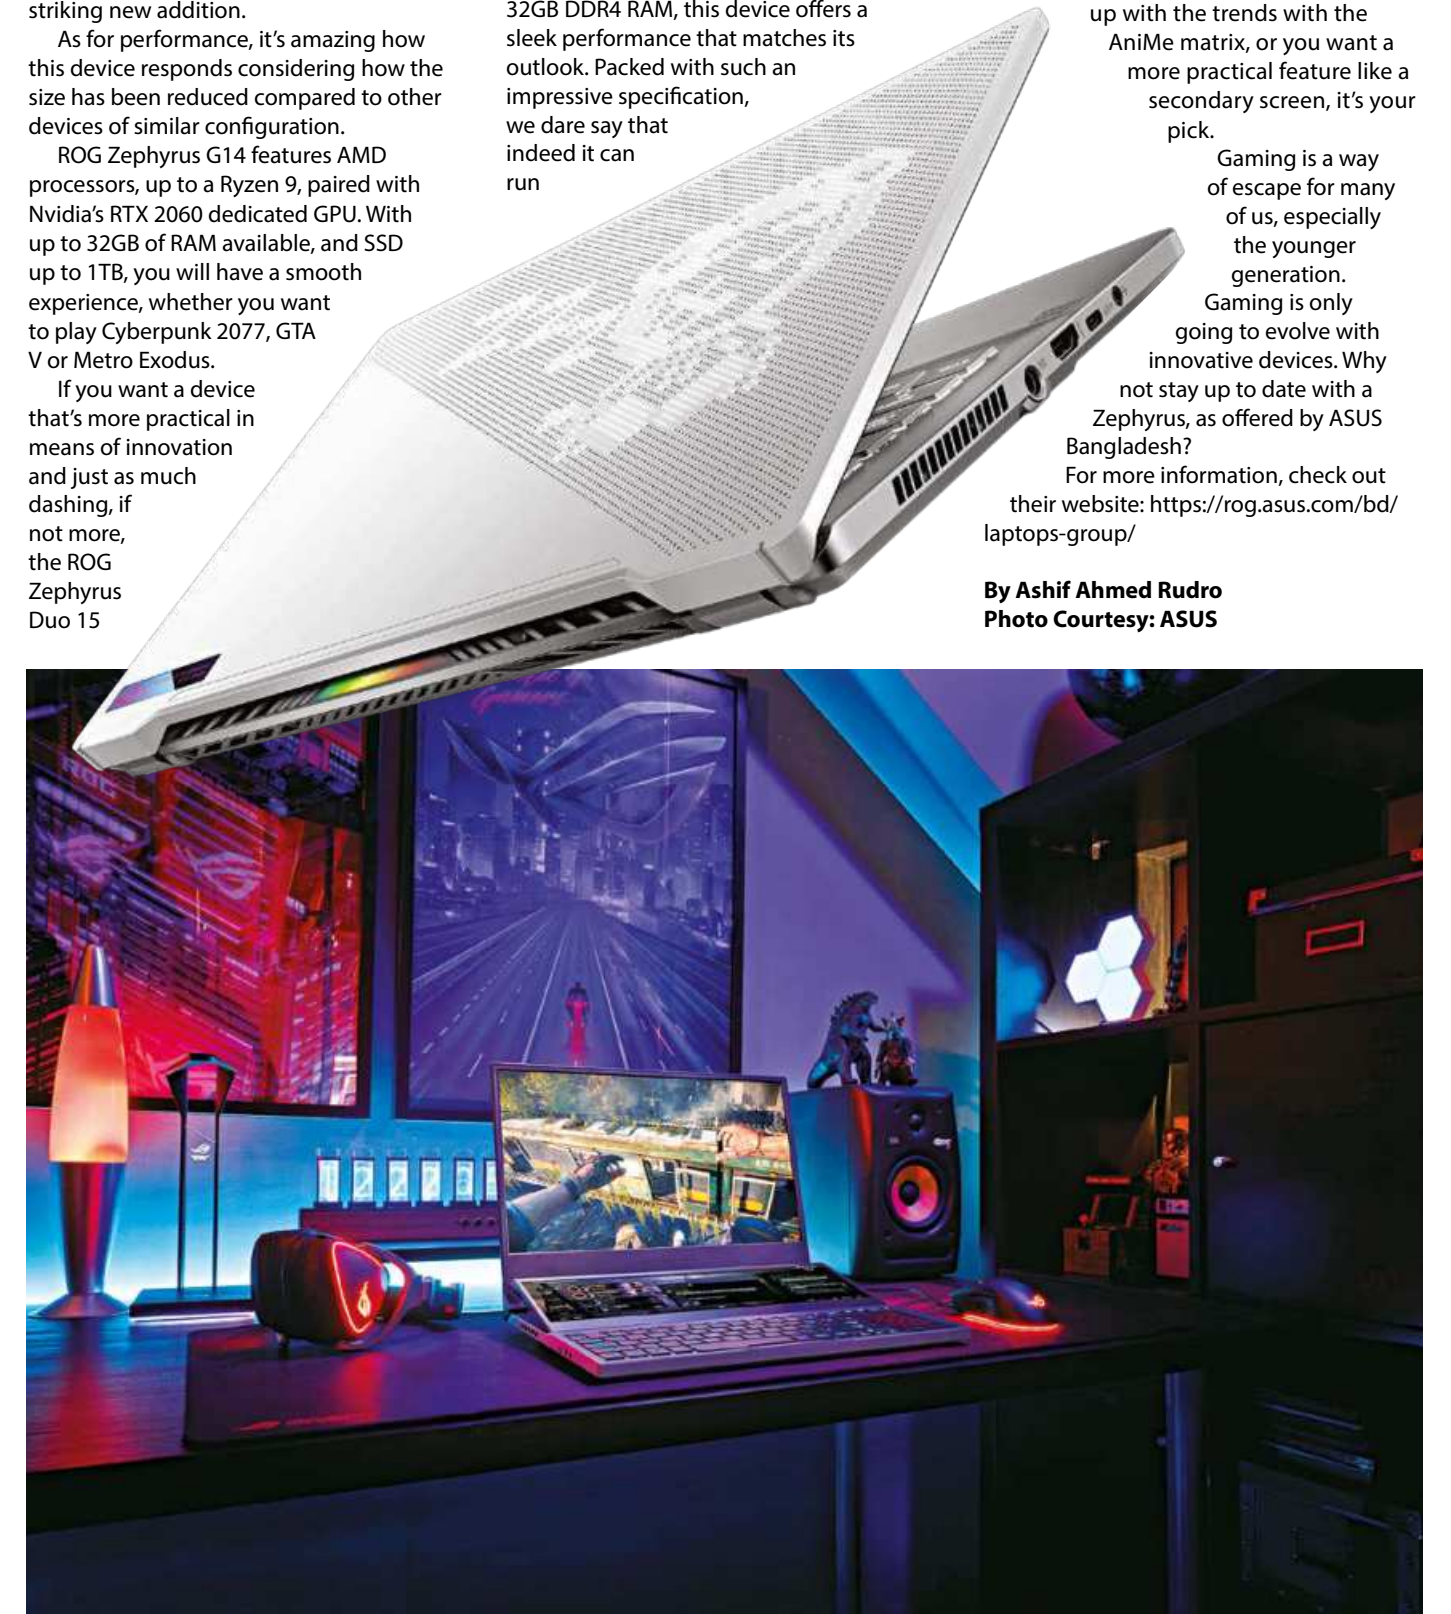 striking new addition.
As for performance, it’s amazing how
this device responds considering how the
size has been reduced compared to other
devices of similar configuration.
ROG Zephyrus G14 features AMD
processors, up to a Ryzen 9, paired with
Nvidia’s RTX 2060 dedicated GPU. With
up to 32GB of RAM available, and SSD
up to 1TB, you will have a smooth
experience, whether you want
to play Cyberpunk 2077, GTA
V or Metro Exodus.
If you want a device
that’s more practical in
means of innovation
and just as much
dashing, if
not more,
the ROG
Zephyrus
Duo 15
32GB DDR4 RAM, this device offers a
sleek performance that matches its
outlook. Packed with such an
impressive specification,
we dare say that
indeed it can
run
up with the trends with the
AniMe matrix, or you want a
more practical feature like a
secondary screen, it’s your
pick.
Gaming is a way
of escape for many
of us, especially
the younger
generation.
Gaming is only
going to evolve with
innovative devices. Why
not stay up to date with a
Zephyrus, as offered by ASUS
Bangladesh?
For more information, check out
their website: https://rog.asus.com/bd/
laptops-group/
By Ashif Ahmed Rudro
Photo Courtesy: ASUS
ROG